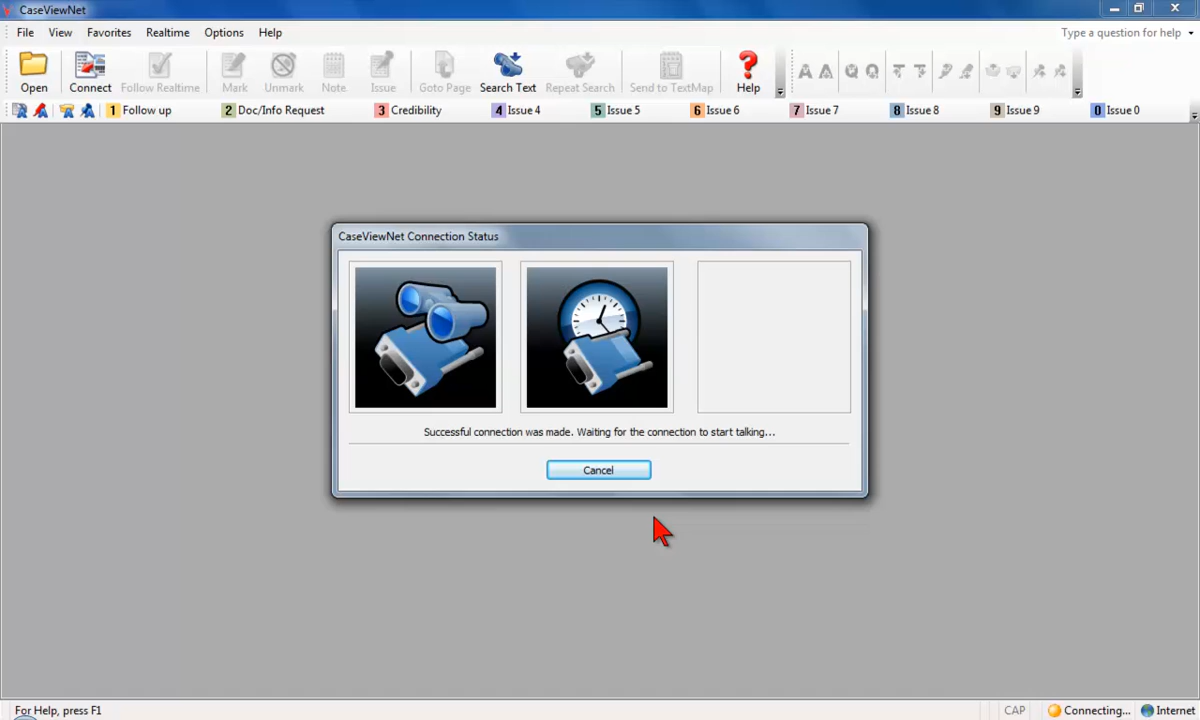 CaseViewNet
File View Favorites Realtime Options Help Type a question for help
Open Connect Follow Realtime Mark Unmark Note Issue Goto Page Search Text Repeat Search Send to TextMap Help
1 Follow up 2 Doc/Info Request 3 Credibility 4 Issue 4 5 Issue 5 6 Issue 6 7 Issue 7 8 Issue 8 9 Issue 9 0 Issue 0
CaseViewNet Connection Status
Successful connection was made. Waiting for the connection to start talking...
Cancel
For Help, press F1 CAP Connecting... Internet